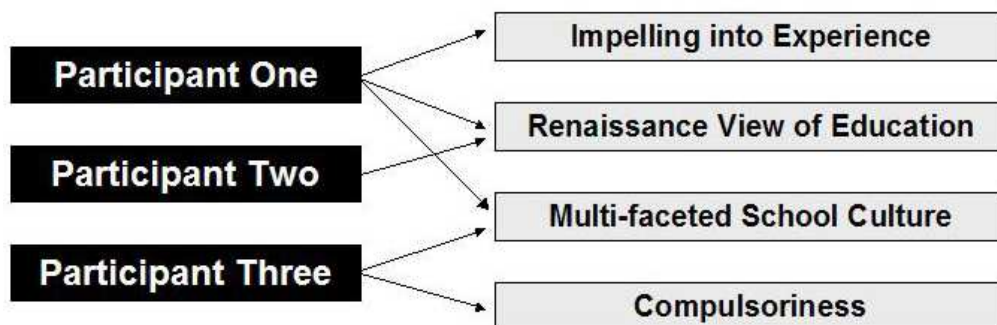 Participant One
Participant Two
Participant Three
Impelling into Experience
Renaissance View of Education
Multi-faceted School Culture
Compulsoriness